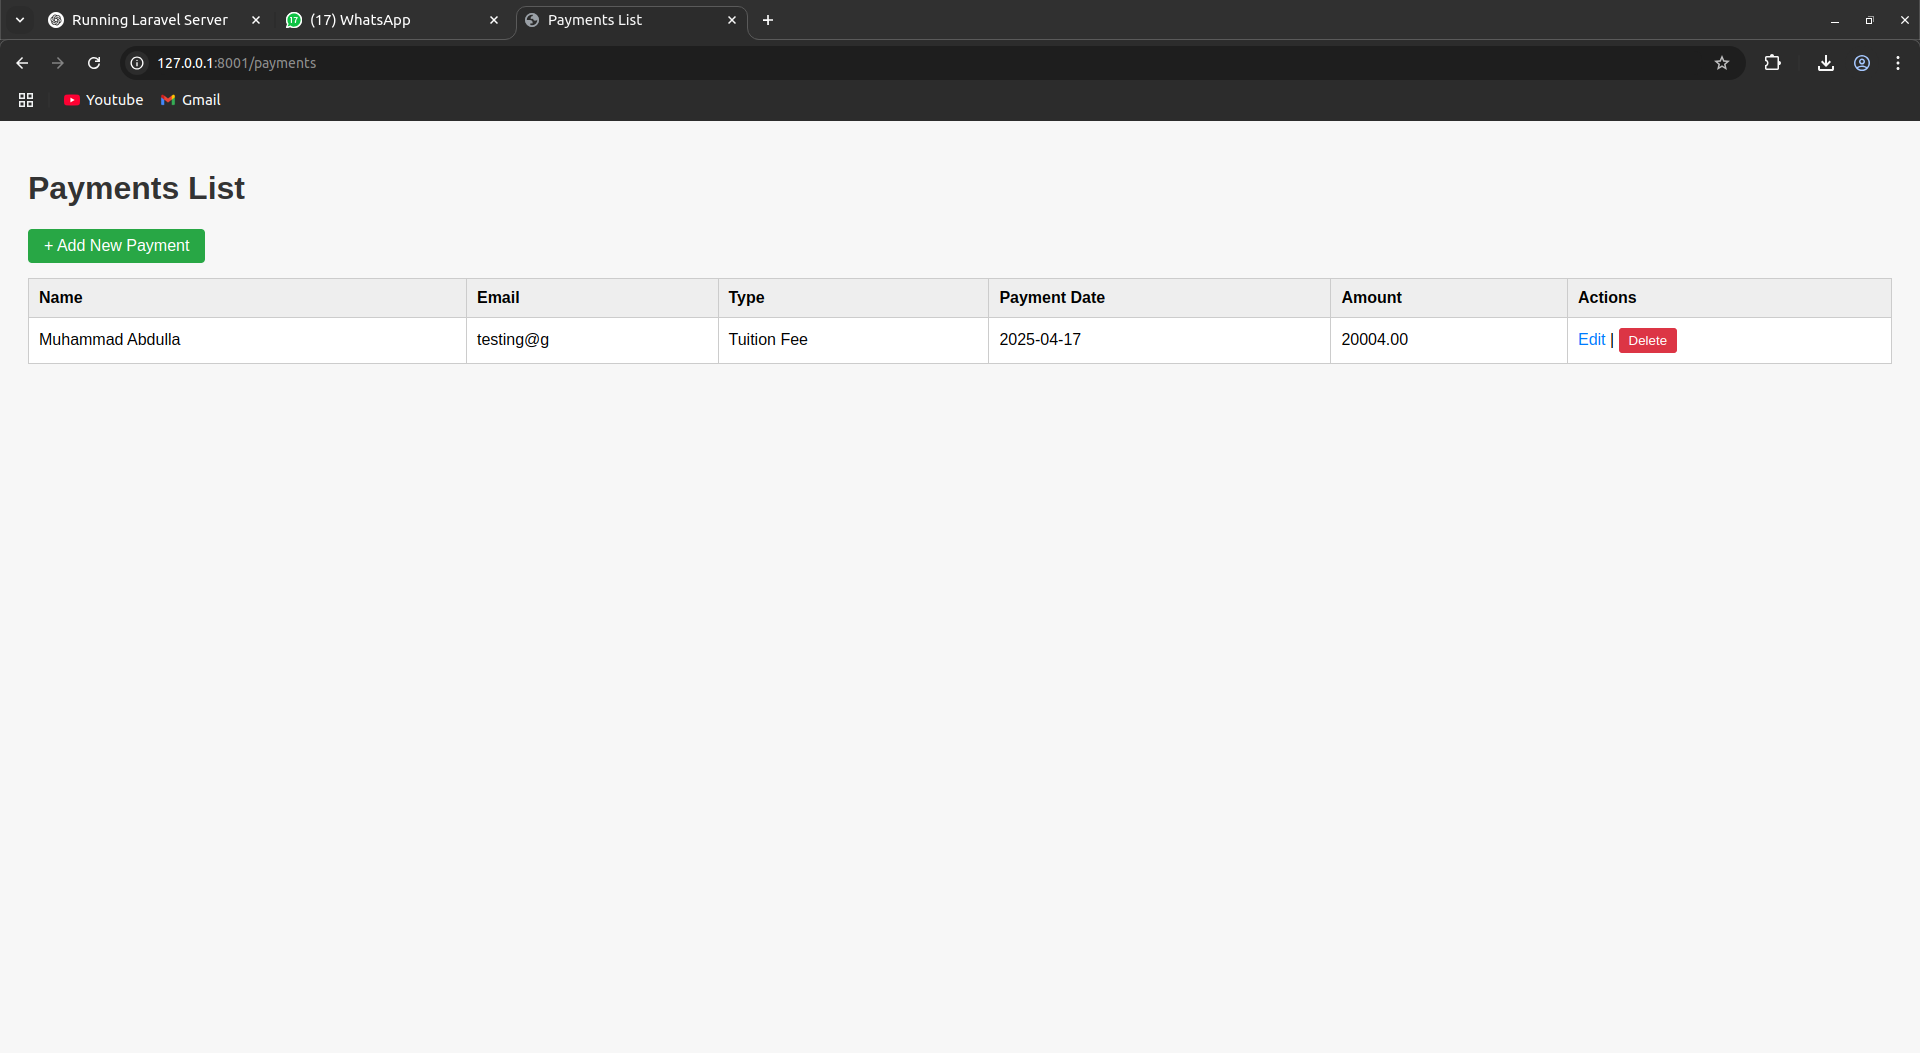 Running Laravel Server
(17) WhatsApp
Payments List
127.0.0.1:8001/payments
Youtube
Gmail
Payments List
+ Add New Payment
Name Email Type Payment Date Amount Actions
Muhammad Abdulla testing@g Tuition Fee 2025-04-17 20004.00 Edit | Delete